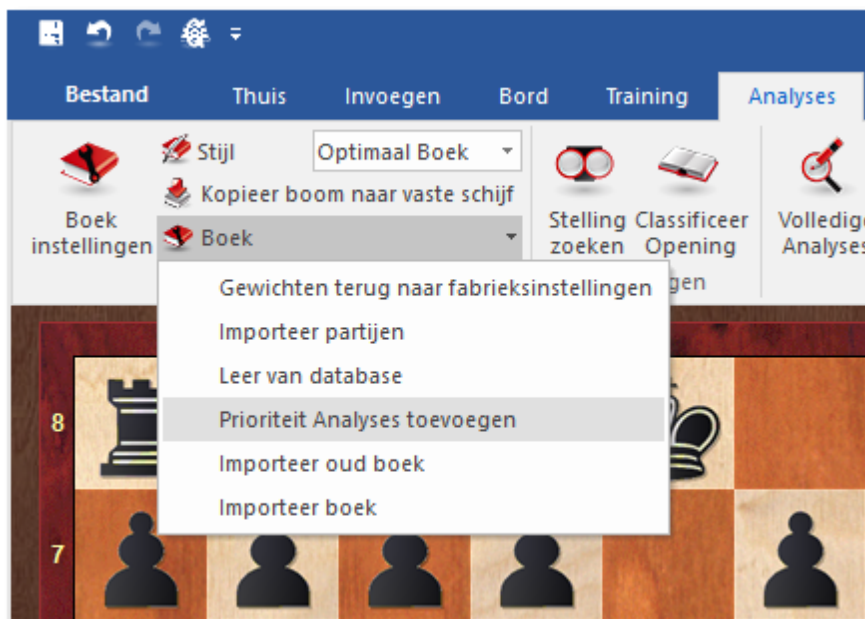 Bestand Thuis Invoegen Bord Training Analyses
Stijl Optimaal Boek
Kopieer boom naar vaste schijf
Boek
Boek instellingen
Stelling zoeken
Classificeer Opening
Volledige Analyses
Gewichten terug naar fabrieksinstellingen
Importeer partijen
Leer van database
Prioriteit Analyses toevoegen
Importeer oud boek
Importeer boek
8
7